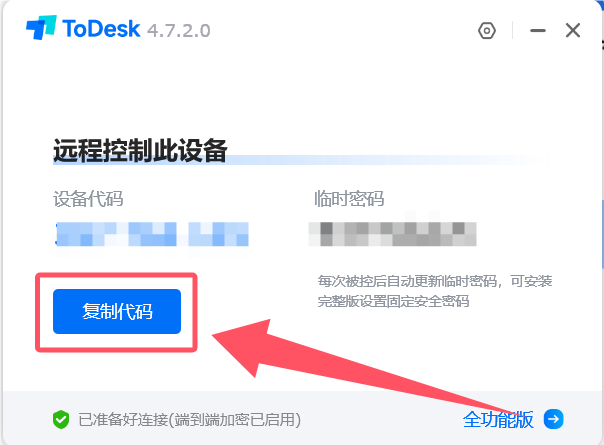 ToDesk 4.7.2.0
远程控制此设备
设备代码 临时密码
每次被控后自动更新临时密码，可安装
完整版设置固定安全密码
复制代码
已准备好连接(端到端加密已启用) 全功能版